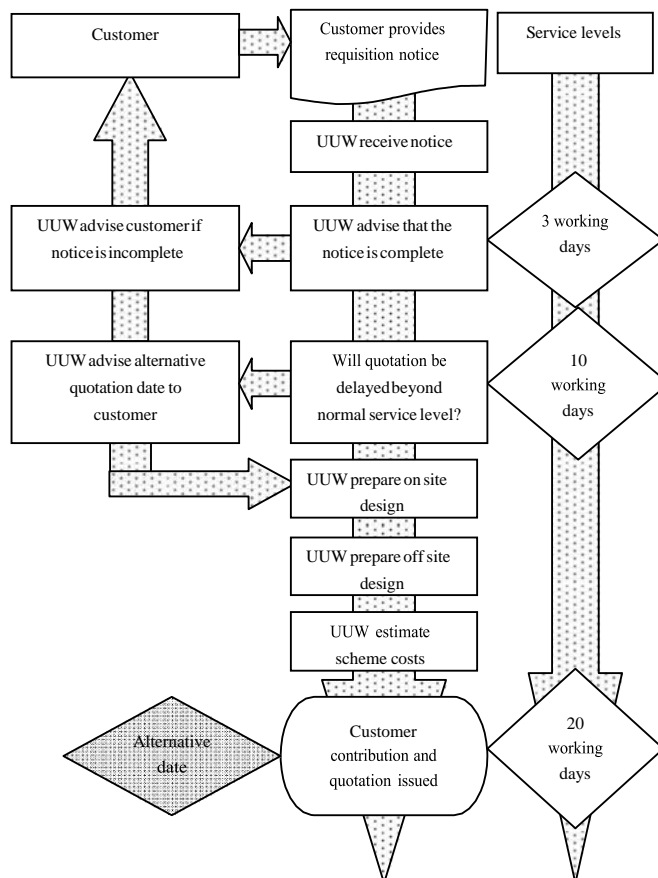 Customer
Customer provides
requisition notice
Service levels
UUW receive notice
UUW advise customer if
notice is incomplete
UUW advise that the
notice is complete
3 working
days
UUW advise alternative
quotation date to
customer
Will quotation be
delayed beyond
normal service level?
10
working
days
UUW prepare on site
design
UUW prepare off site
design
UUW estimate
scheme costs
Alternative
date
Customer
contribution and
quotation issued
20
working
days